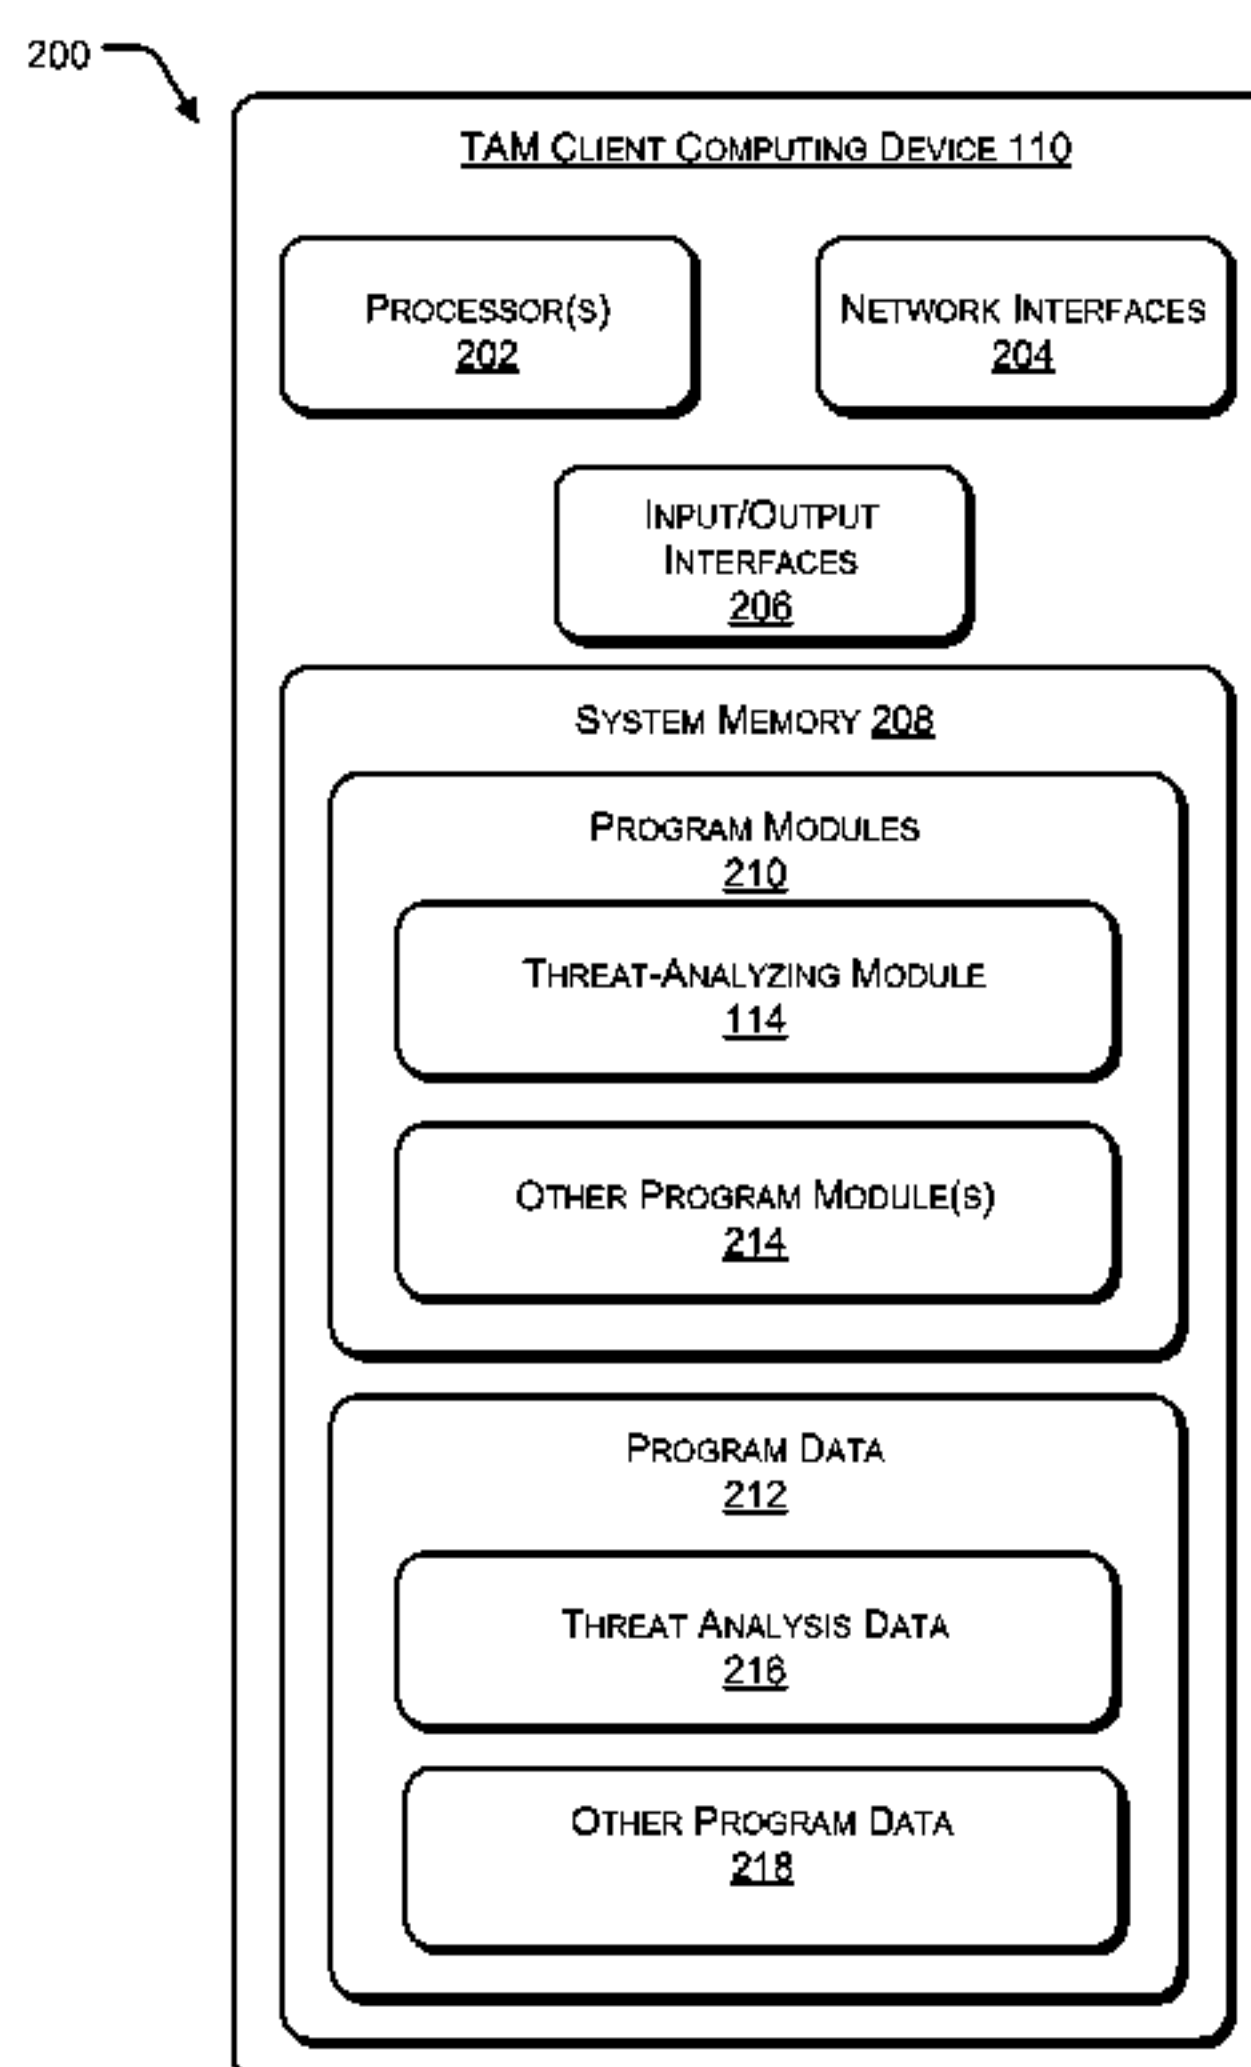 200
TAM CLIENT COMPUTING DEVICE 110
PROCESSOR(S)
202
NETWORK INTERFACES
204
INPUT/OUTPUT
INTERFACES
206
SYSTEM MEMORY 208
PROGRAM MODULES
210
THREAT-ANALYZING MODULE
114
OTHER PROGRAM MODULE(S)
214
PROGRAM DATA
212
THREAT ANALYSIS DATA
216
OTHER PROGRAM DATA
218